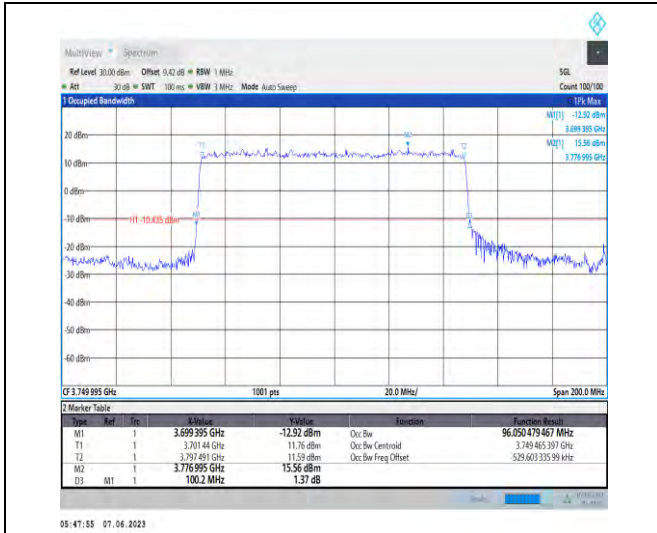 MultiView Spectrum
Ref Level 30.00 dBm Offset 9.42 dB RBW 1 MHz SGL
Att 30 dB SWT 100 ms VBW 3 MHz Mode Auto Sweep Count 100/100
1 Occupied Bandwidth 1Pk Max
M1[1] -12.92 dBm
3.699 395 GHz
M2[1] 15.56 dBm
3.776 995 GHz
20 dBm
T1 M2 T2
10 dBm
0 dBm
-10 dBm H1 -10.435 dBm M1 D3
-20 dBm
-30 dBm
-40 dBm
-50 dBm
-60 dBm
CF 3.749 995 GHz 1001 pts 20.0 MHz/ Span 200.0 MHz
2 Marker Table
Type Ref Trc X-Value Y-Value Function Function Result
M1 1 3.699 395 GHz -12.92 dBm Occ Bw 96.050 479 467 MHz
T1 1 3.701 44 GHz 11.76 dBm Occ Bw Centroid 3.749 465 397 GHz
T2 1 3.797 491 GHz 11.59 dBm Occ Bw Freq Offset -529.603 335 99 kHz
M2 1 3.776 995 GHz 15.56 dBm
D3 M1 1 100.2 MHz 1.37 dB
05:47:55 07.06.2023